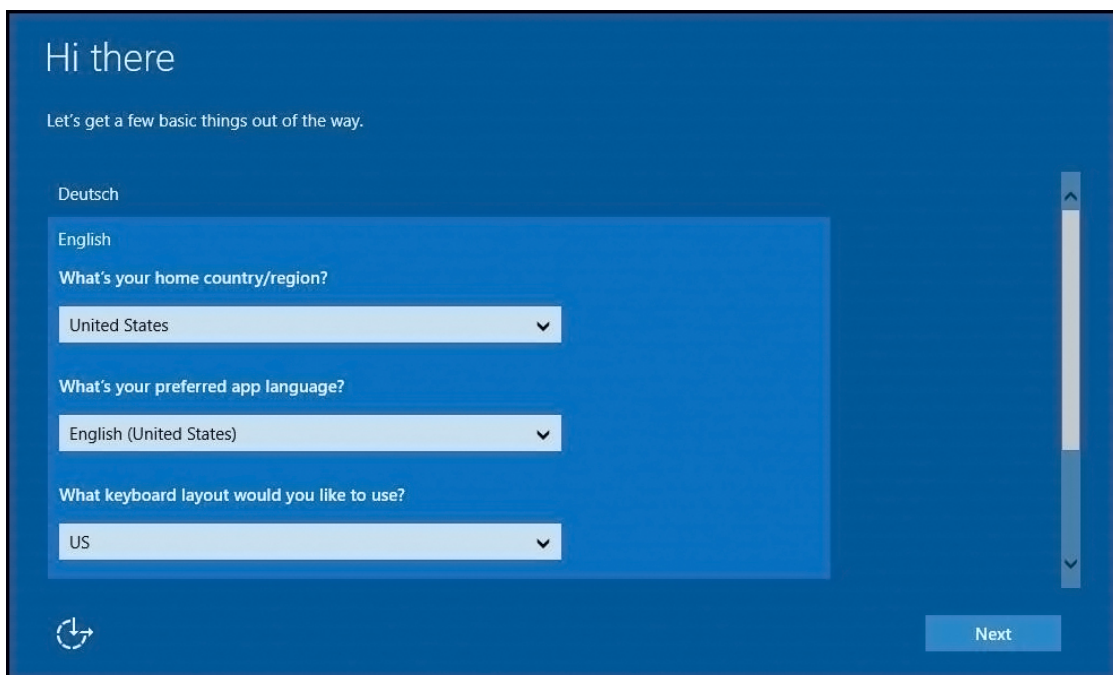 Hi there
Let's get a few basic things out of the way.
Deutsch
English
What's your home country/region?
United States
What's your preferred app language?
English (United States)
What keyboard layout would you like to use?
US
Next